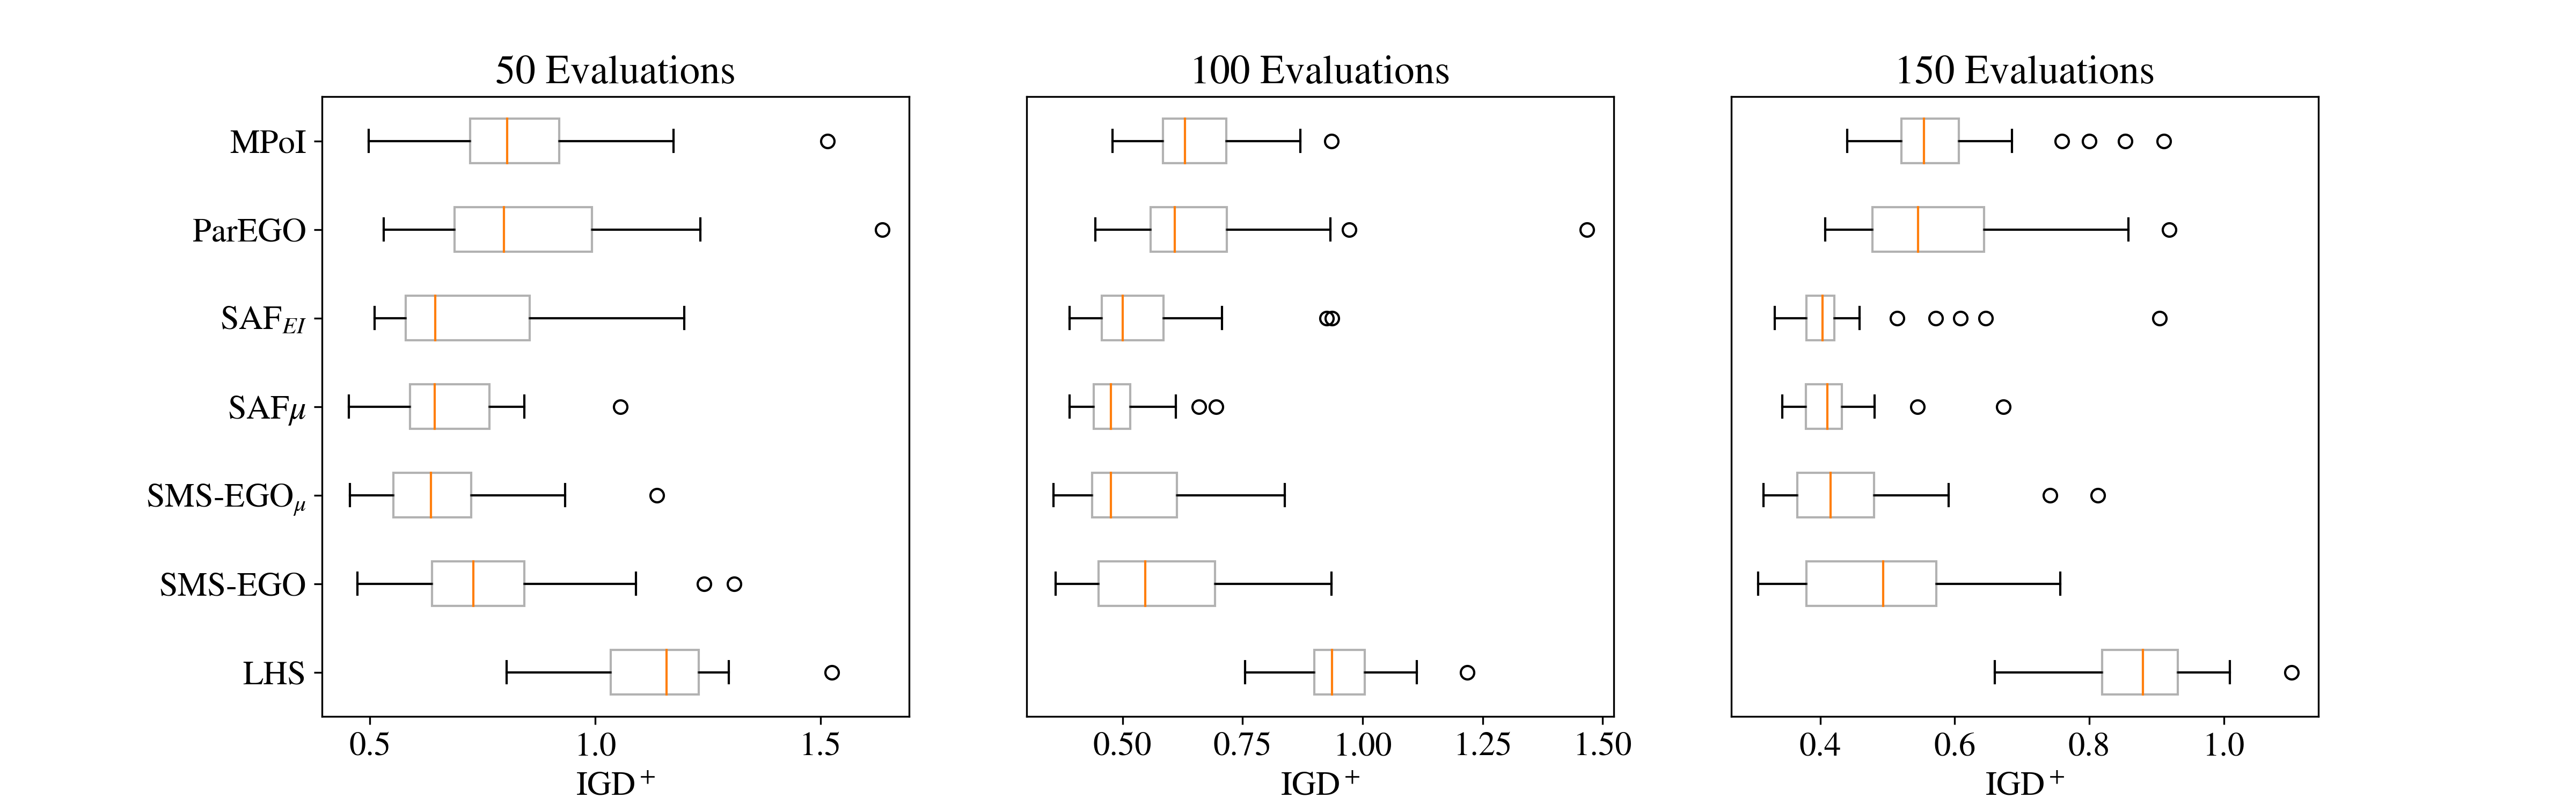 50 Evaluations
100 Evaluations
150 Evaluations
MPoI
ParEGO
SAF_{EI}
SAFμ
SMS-EGO_μ
SMS-EGO
LHS
0.5 1.0 1.5
IGD^+
0.50 0.75 1.00 1.25 1.50
IGD^+
0.4 0.6 0.8 1.0
IGD^+